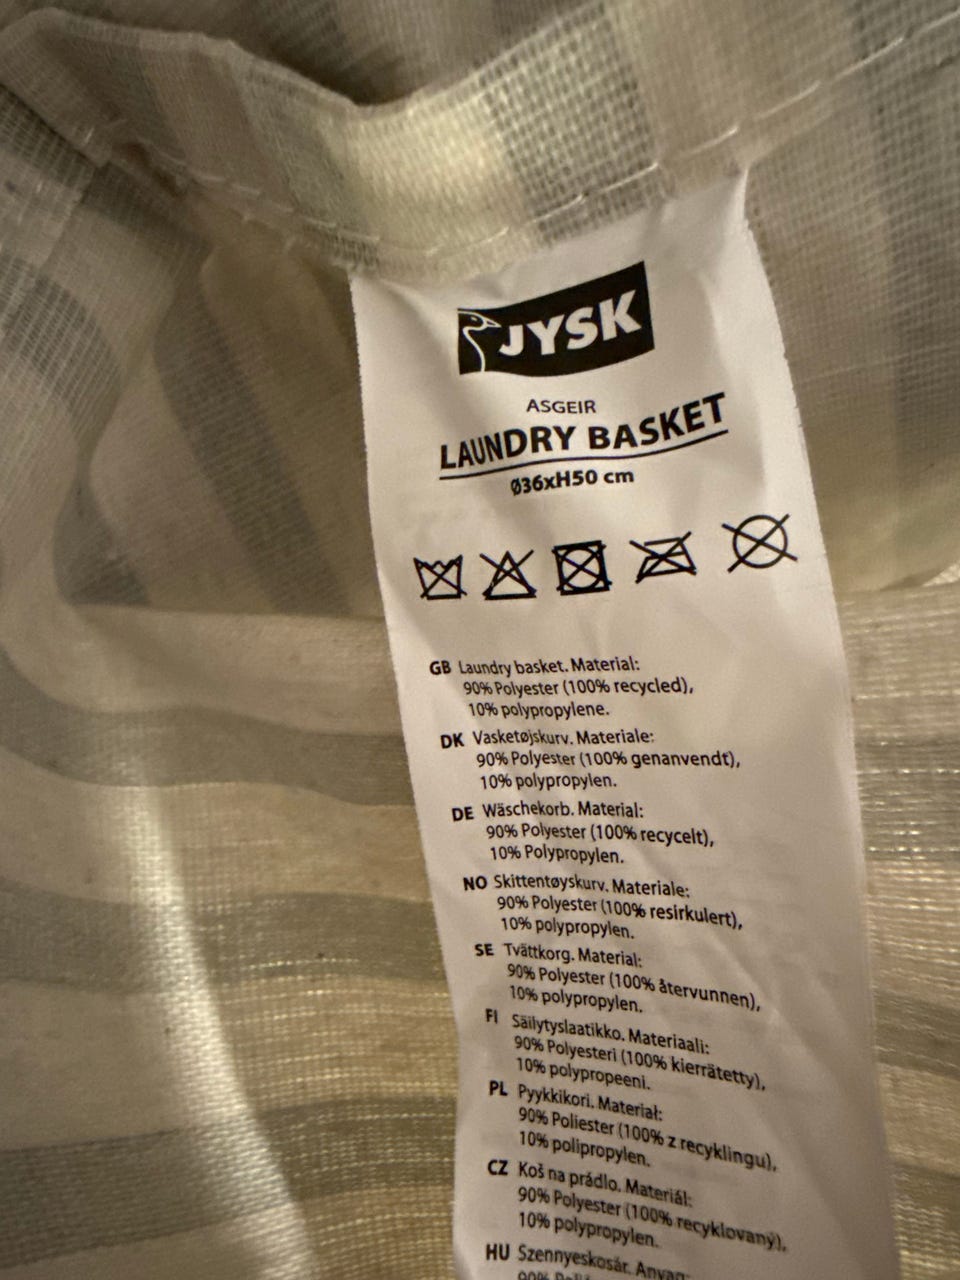 JYSK
ASGEIR
LAUNDRY BASKET
Ø36xH50 cm
GB Laundry basket. Material:
90% Polyester (100% recycled),
10% polypropylene.
DK Vasketøjskurv. Materiale:
90% Polyester (100% genanvendt),
10% polypropylen.
DE Wäschekorb. Material:
90% Polyester (100% recycelt),
10% Polypropylen.
NO Skittentøyskurv. Materiale:
90% Polyester (100% resirkulert),
10% polypropylen.
SE Tvättkorg. Material:
90% Polyester (100% återvunnen),
10% polypropylen.
FI Säilytyslaatikko. Materiaali:
90% Polyesteri (100% kierrätetty),
10% polypropeeni.
PL Pyykkikori. Materiał:
90% Poliester (100% z recyklingu),
10% polipropylen.
CZ Koš na prádlo. Materiál:
90% Polyester (100% recyklovaný),
10% polypropylen.
HU Szennyeskosár. Anyag:
90%